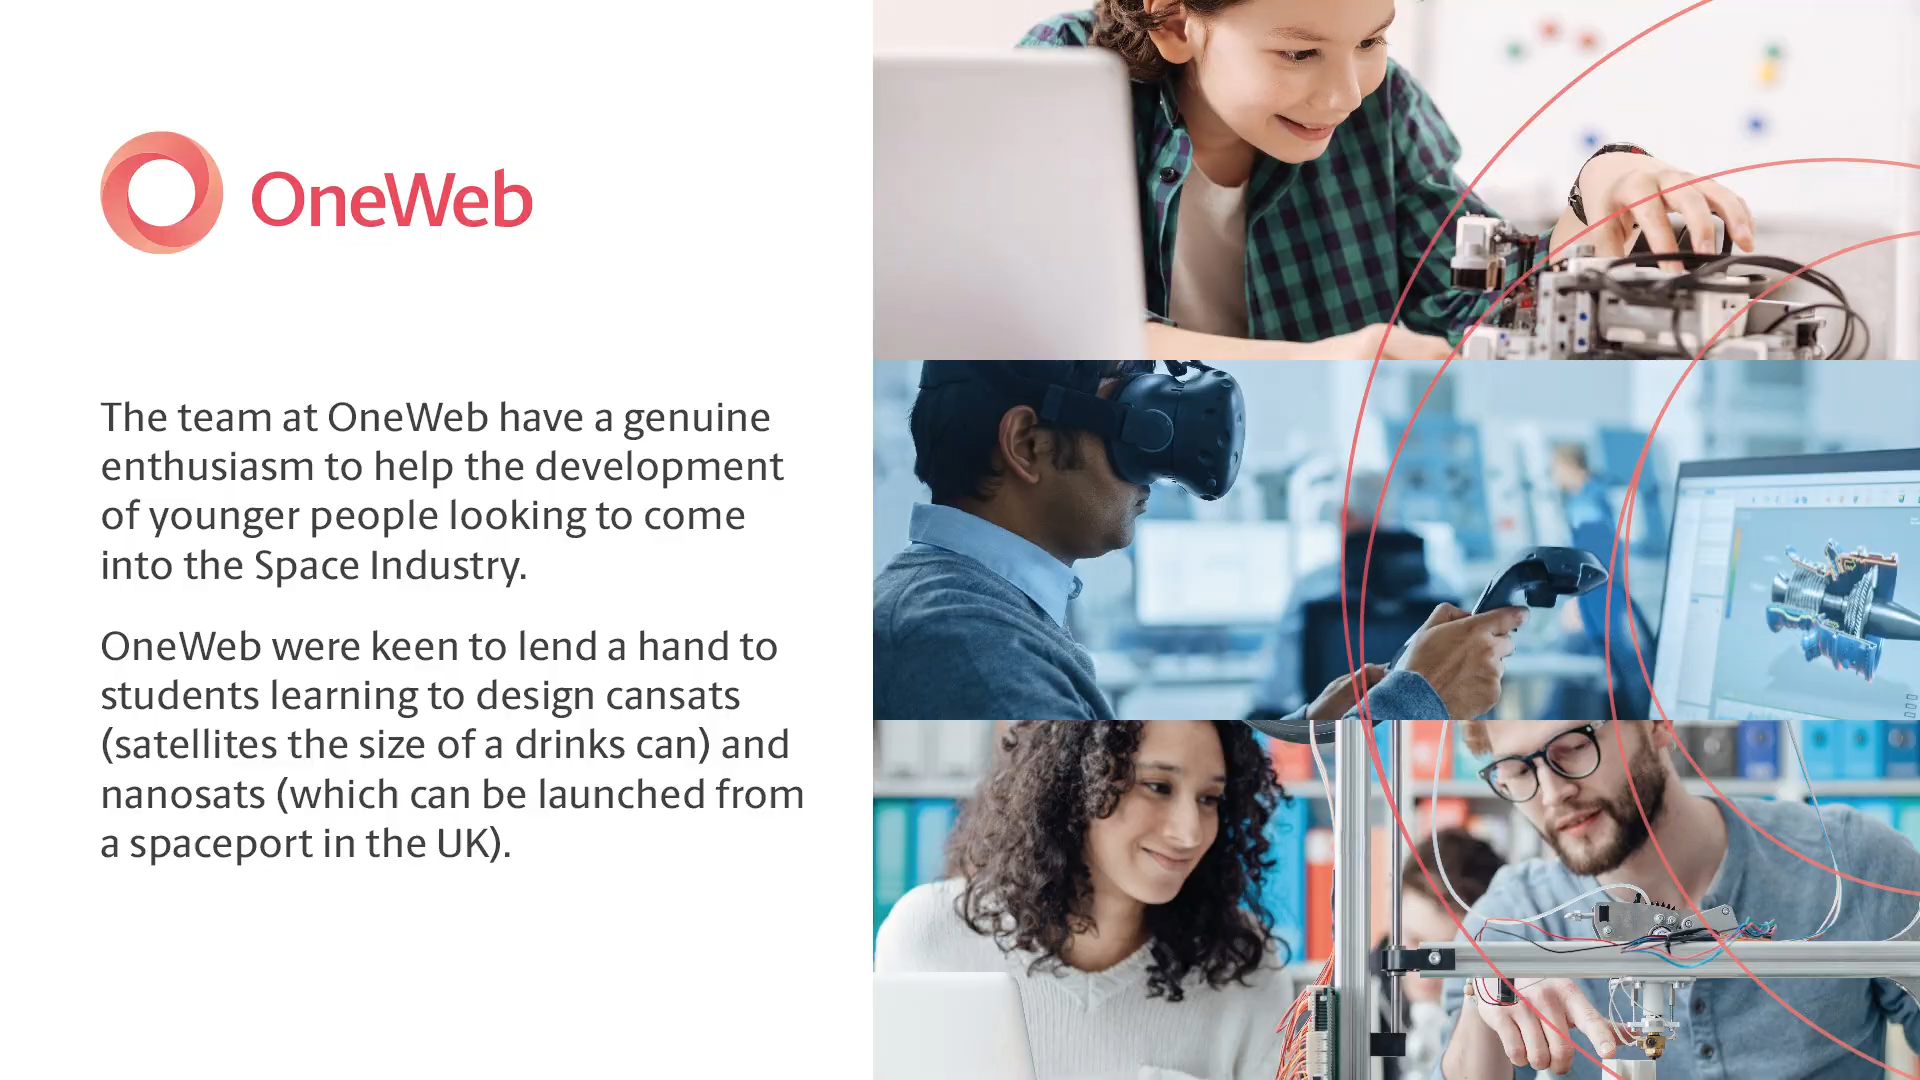 OneWeb
The team at OneWeb have a genuine
enthusiasm to help the development
of younger people looking to come
into the Space Industry.
OneWeb were keen to lend a hand to
students learning to design cansats
(satellites the size of a drinks can) and
nanosats (which can be launched from
a spaceport in the UK).